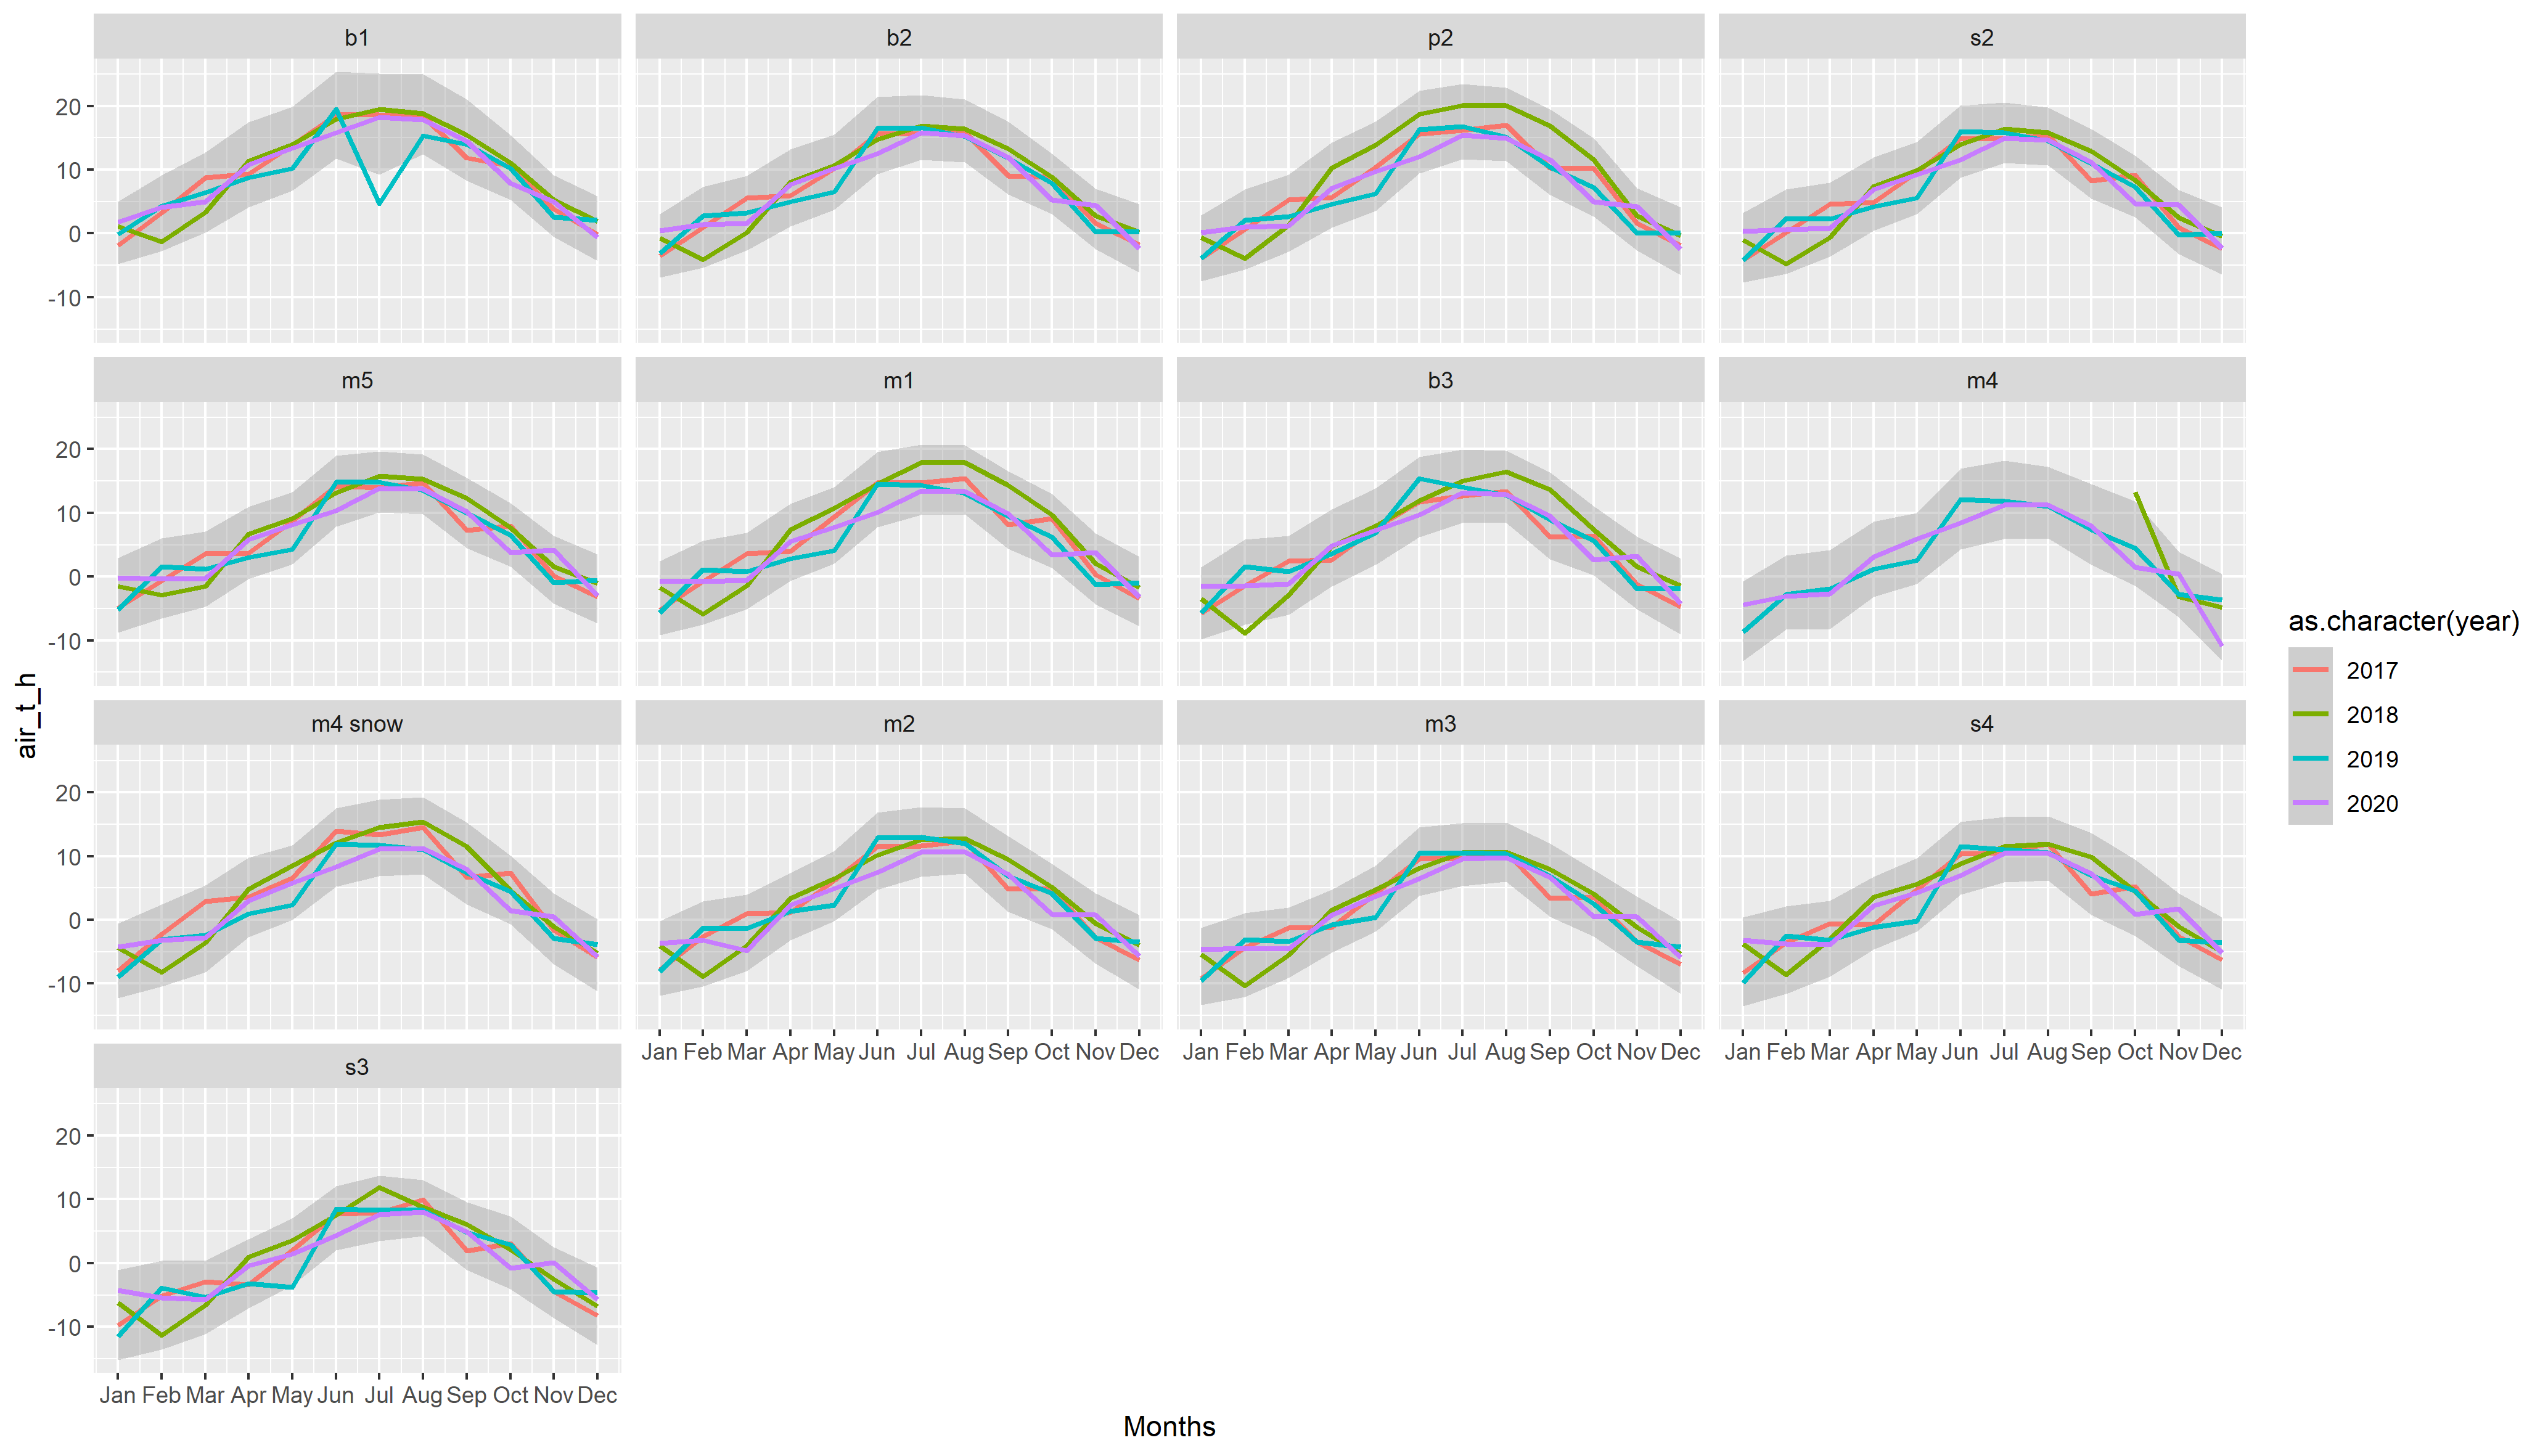 b1 b2 p2 s2
20
10
0
-10
m5 m1 b3 m4
20
10
0
-10
m4 snow m2 m3 s4
20
10
0
-10
Jan Feb Mar Apr May Jun Jul Aug Sep Oct Nov Dec Jan Feb Mar Apr May Jun Jul Aug Sep Oct Nov Dec Jan Feb Mar Apr May Jun Jul Aug Sep Oct Nov Dec
s3
20
10
0
-10
Jan Feb Mar Apr May Jun Jul Aug Sep Oct Nov Dec
Months
air_t_h
as.character(year)
2017
2018
2019
2020